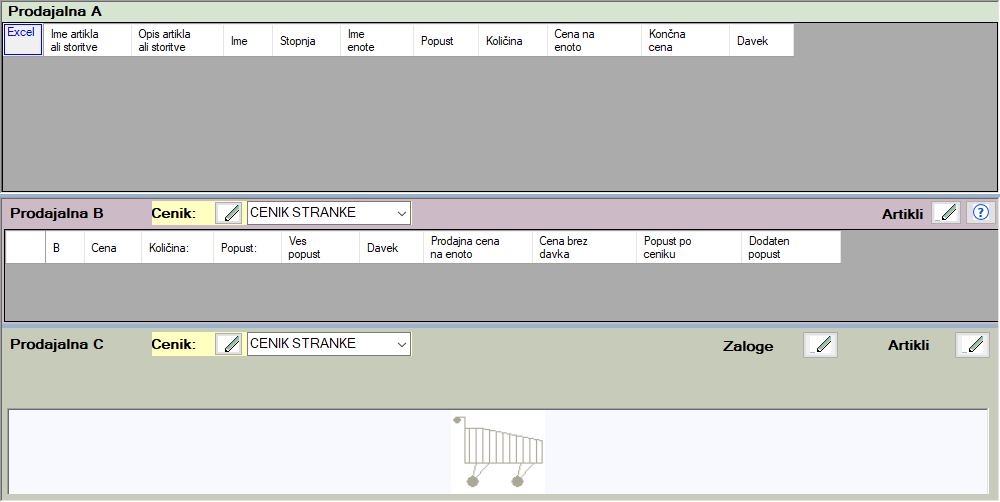 Prodajalna A
Excel
Ime artikla
ali storitve
Opis artikla
ali storitve
Ime
Stopnja
Ime
enote
Popust
Količina
Cena na
enoto
Končna
cena
Davek
Prodajalna B
Cenik:
CENIK STRANKE
Artikli
?
B
Cena
Količina:
Popust:
Ves
popust
Davek
Prodajna cena
na enoto
Cena brez
davka
Popust po
ceniku
Dodaten
popust
Prodajalna C
Cenik:
CENIK STRANKE
Zaloge
Artikli